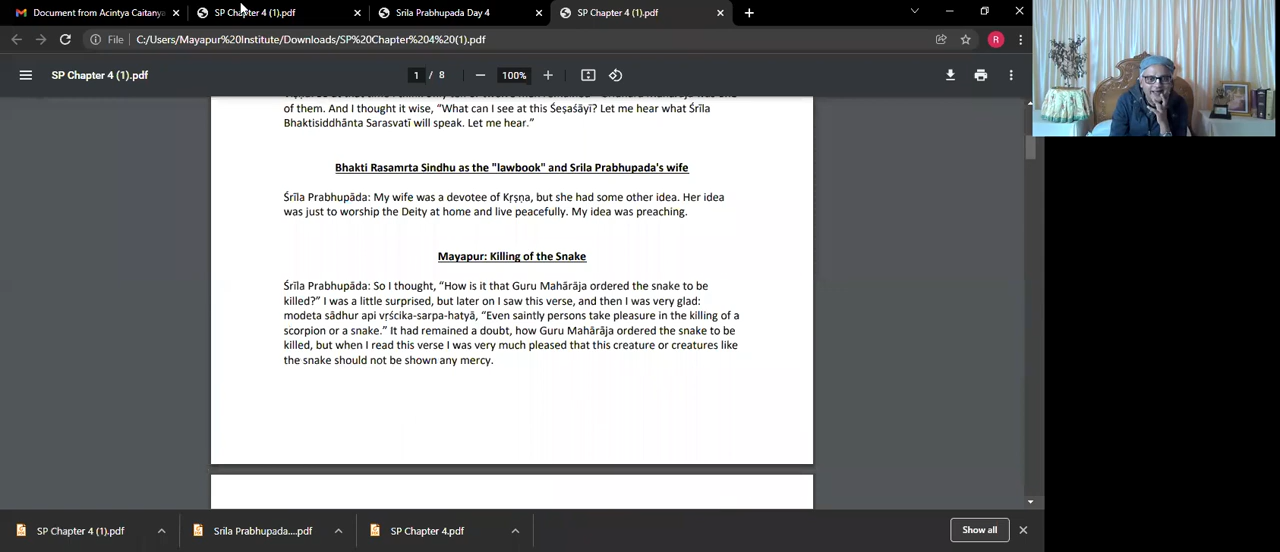 Document from Acintya Caitanya
SP Chapter 4 (1).pdf
Srila Prabhupada Day 4
SP Chapter 4 (1).pdf
File
C:/Users/Mayapur%20Institute/Downloads/SP%20Chapter%204%20(1).pdf
R
SP Chapter 4 (1).pdf
1 / 8
100%
of them. And I thought it wise, “What can I see at this Śeṣaśāyī? Let me hear what Śrīla
Bhaktisiddhānta Sarasvatī will speak. Let me hear.”
Bhakti Rasamrta Sindhu as the "lawbook" and Srila Prabhupada's wife
Śrīla Prabhupāda: My wife was a devotee of Kṛṣṇa, but she had some other idea. Her idea
was just to worship the Deity at home and live peacefully. My idea was preaching.
Mayapur: Killing of the Snake
Śrīla Prabhupāda: So I thought, “How is it that Guru Mahārāja ordered the snake to be
killed?” I was a little surprised, but later on I saw this verse, and then I was very glad:
modeta sādhur api vṛścika-sarpa-hatyā, “Even saintly persons take pleasure in the killing of a
scorpion or a snake.” It had remained a doubt, how Guru Mahārāja ordered the snake to be
killed, but when I read this verse I was very much pleased that this creature or creatures like
the snake should not be shown any mercy.
SP Chapter 4 (1).pdf
Srila Prabhupada....pdf
SP Chapter 4.pdf
Show all